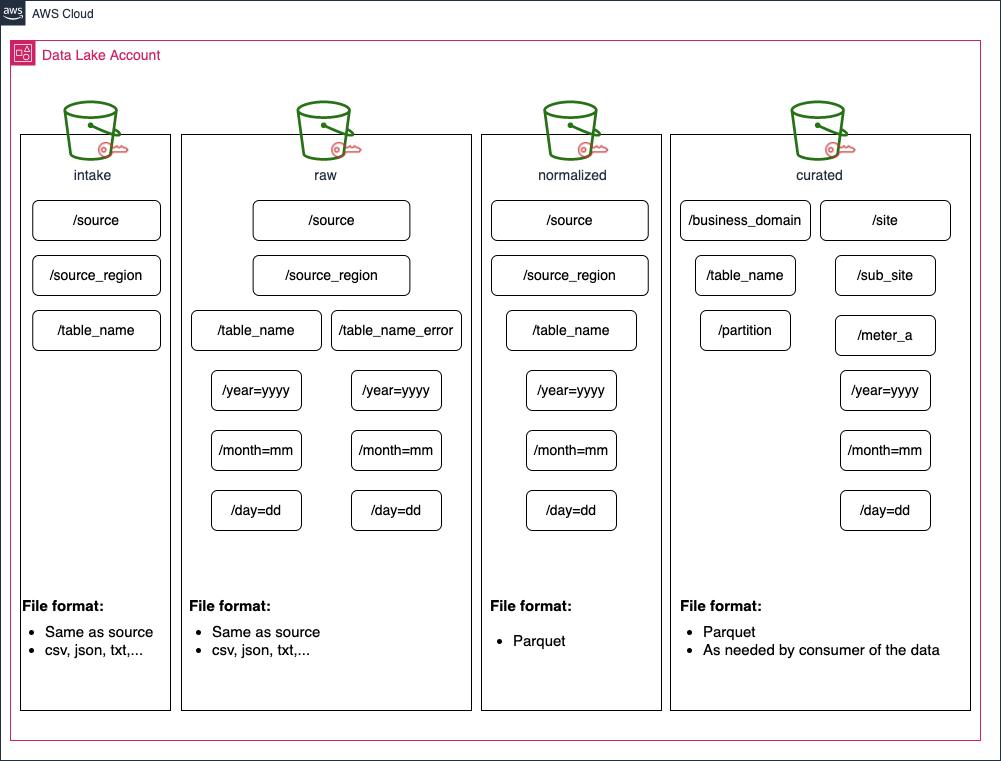 aws
AWS Cloud
Data Lake Account
intake
/source
/source_region
/table_name
File format:
• Same as source
• csv, json, txt,...
raw
/source
/source_region
/table_name
/table_name_error
/year=yyyy
/year=yyyy
/month=mm
/month=mm
/day=dd
/day=dd
File format:
• Same as source
• csv, json, txt,...
normalized
/source
/source_region
/table_name
/year=yyyy
/month=mm
/day=dd
File format:
• Parquet
curated
/business_domain
/site
/table_name
/sub_site
/partition
/meter_a
/year=yyyy
/month=mm
/day=dd
File format:
• Parquet
• As needed by consumer of the data